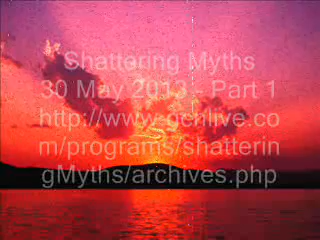 Shattering Myths
30 May 2013 - Part 1
http://www.gcnlive.co
m/programs/shatterin
gMyths/archives.php